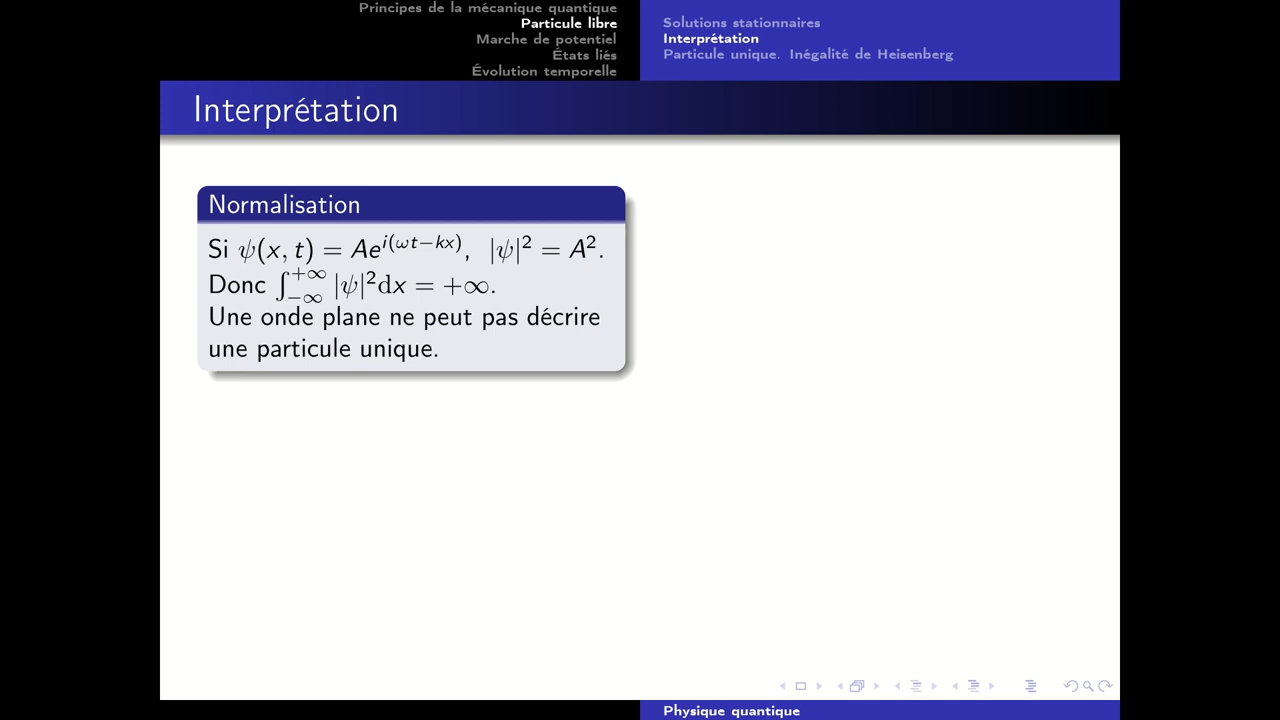 Principes de la mécanique quantique
Particule libre
Marche de potentiel
États liés
Évolution temporelle
Solutions stationnaires
Interprétation
Particule unique. Inégalité de Heisenberg
Interprétation
Normalisation
Si ψ(x, t) = Ae^{i(ωt−kx)}, |ψ|² = A².
Donc ∫_{−∞}^{+∞} |ψ|²dx = +∞.
Une onde plane ne peut pas décrire
une particule unique.
Physique quantique